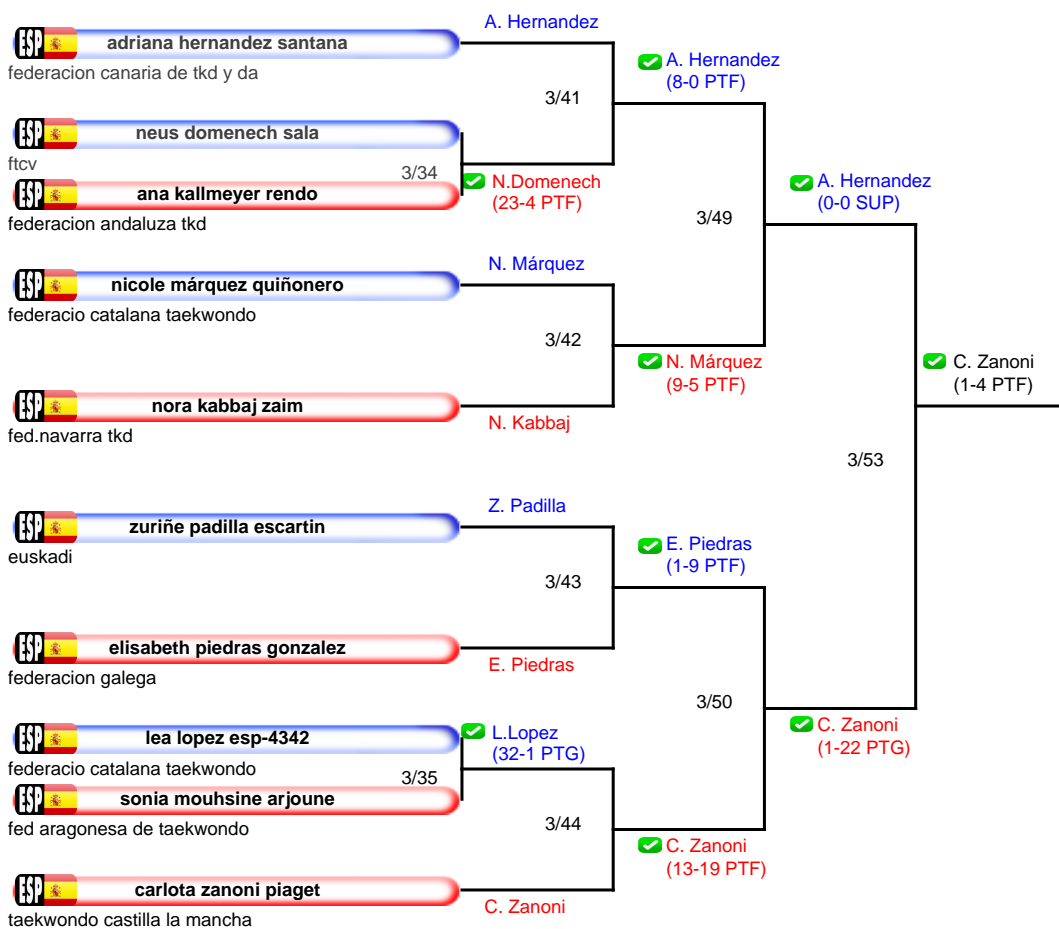 A. Hernandez
ESP adriana hernandez santana
federacion canaria de tkd y da
A. Hernandez
(8-0 PTF)
3/41
ESP neus domenech sala
ftcv
3/34
N.Domenech
(23-4 PTF)
ESP ana kallmeyer rendo
federacion andaluza tkd
A. Hernandez
(0-0 SUP)
3/49
N. Márquez
ESP nicole márquez quiñonero
federacio catalana taekwondo
3/42
N. Márquez
(9-5 PTF)
C. Zanoni
(1-4 PTF)
ESP nora kabbaj zaim
N. Kabbaj
fed.navarra tkd
3/53
Z. Padilla
ESP zuriñe padilla escartin
euskadi
E. Piedras
(1-9 PTF)
3/43
ESP elisabeth piedras gonzalez
E. Piedras
federacion galega
3/50
L.Lopez
(32-1 PTG)
ESP lea lopez esp-4342
federacio catalana taekwondo
C. Zanoni
(1-22 PTG)
3/35
ESP sonia mouhsine arjoune
fed aragonesa de taekwondo
3/44
C. Zanoni
(13-19 PTF)
ESP carlota zanoni piaget
C. Zanoni
taekwondo castilla la mancha